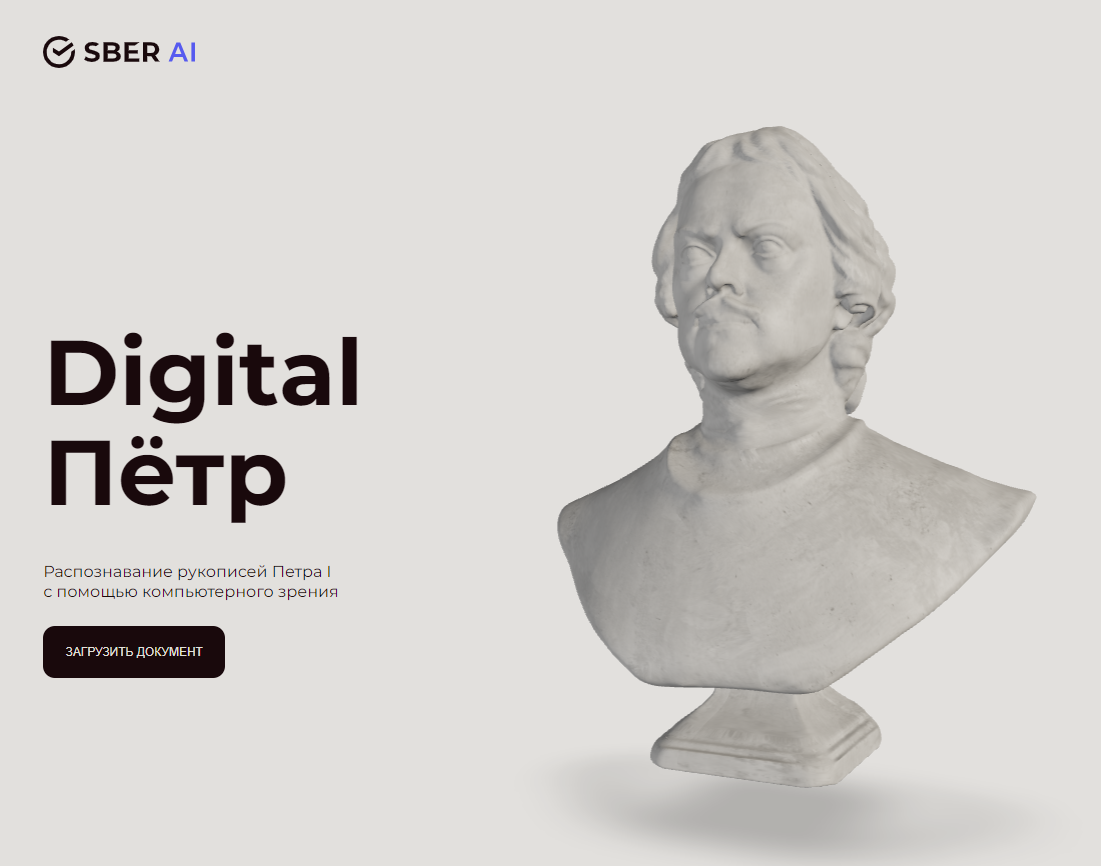 SBER AI
Digital
Пётр
Распознавание рукописей Петра I
с помощью компьютерного зрения
ЗАГРУЗИТЬ ДОКУМЕНТ